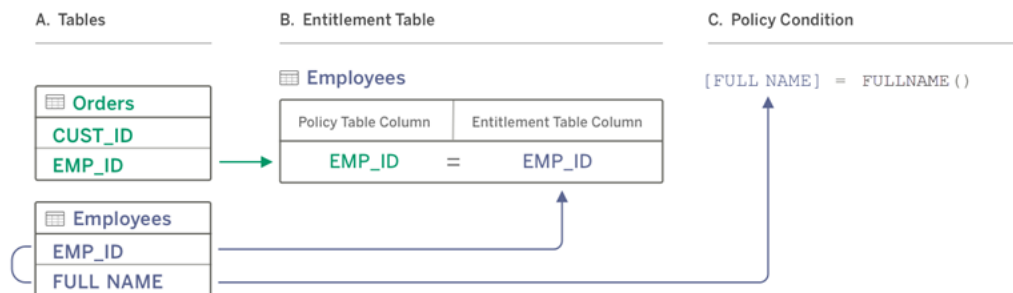 A. Tables
B. Entitlement Table
C. Policy Condition
Orders
CUST_ID
EMP_ID
Employees
EMP_ID
FULL NAME
Employees
Policy Table Column
Entitlement Table Column
EMP_ID = EMP_ID
[FULL NAME] = FULLNAME()